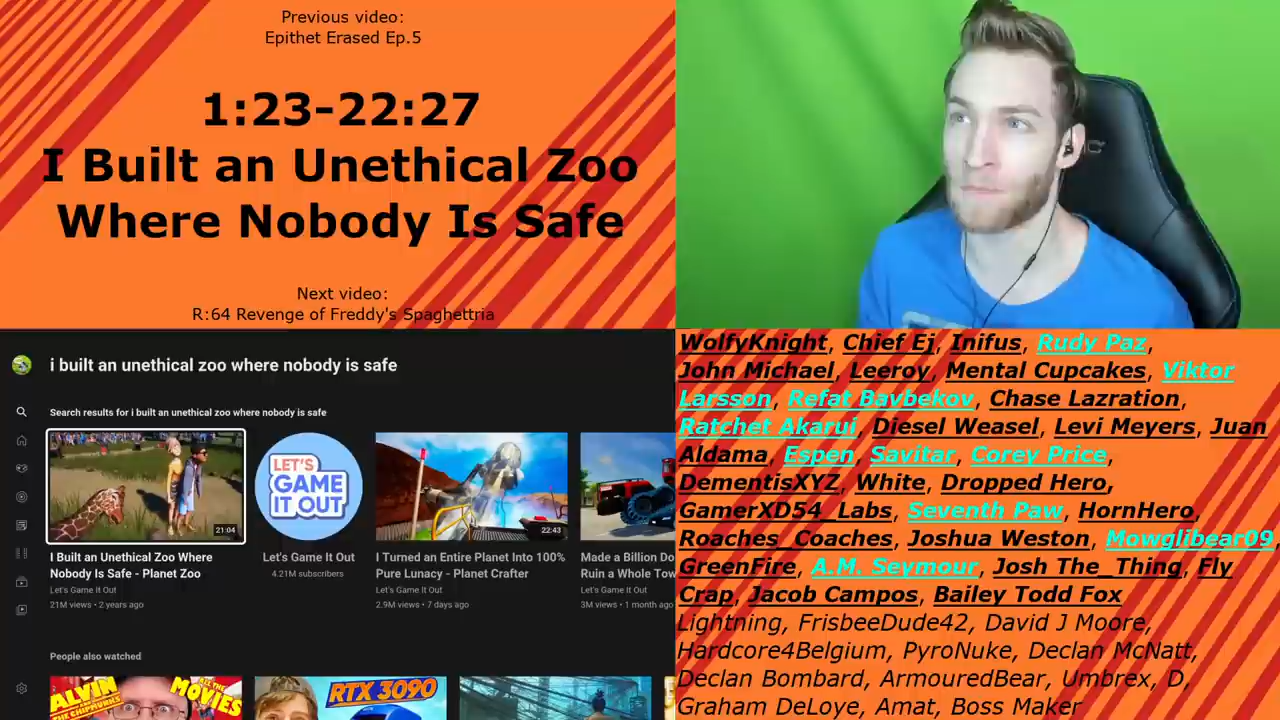 Previous video:
Epithet Erased Ep.5
1:23-22:27
I Built an Unethical Zoo
Where Nobody Is Safe
Next video:
R:64 Revenge of Freddy's Spaghettria
i built an unethical zoo where nobody is safe
Search results for i built an unethical zoo where nobody is safe
21:04
LET'S
GAME
IT OUT
22:43
I Built an Unethical Zoo Where
Nobody Is Safe - Planet Zoo
Let's Game It Out
21M views • 2 years ago
Let's Game It Out
4.21M subscribers
I Turned an Entire Planet Into 100%
Pure Lunacy - Planet Crafter
Let's Game It Out
2.9M views • 7 days ago
Made a Billion Do
Ruin a Whole Tow
Let's Game It Out
3M views • 1 month ago
People also watched
ALVIN
AND THE CHIPMUNKS
ALL THE
MOVIES
RTX 3090
WolfyKnight, Chief Ej, Inifus, Rudy Paz,
John Michael, Leeroy, Mental Cupcakes, Viktor
Larsson, Refat Bavbekov, Chase Lazration,
Ratchet Akarui, Diesel Weasel, Levi Meyers, Juan
Aldama, Espen, Savitar, Corey Price,
DementisXYZ, White, Dropped Hero,
GamerXD54_Labs, Seventh Paw, HornHero,
Roaches_Coaches, Joshua Weston, Mowglibear09,
GreenFire, A.M. Seymour, Josh The_Thing, Fly
Crap, Jacob Campos, Bailey Todd Fox
Lightning, FrisbeeDude42, David J Moore,
Hardcore4Belgium, PyroNuke, Declan McNatt,
Declan Bombard, ArmouredBear, Umbrex, D,
Graham DeLoye, Amat, Boss Maker